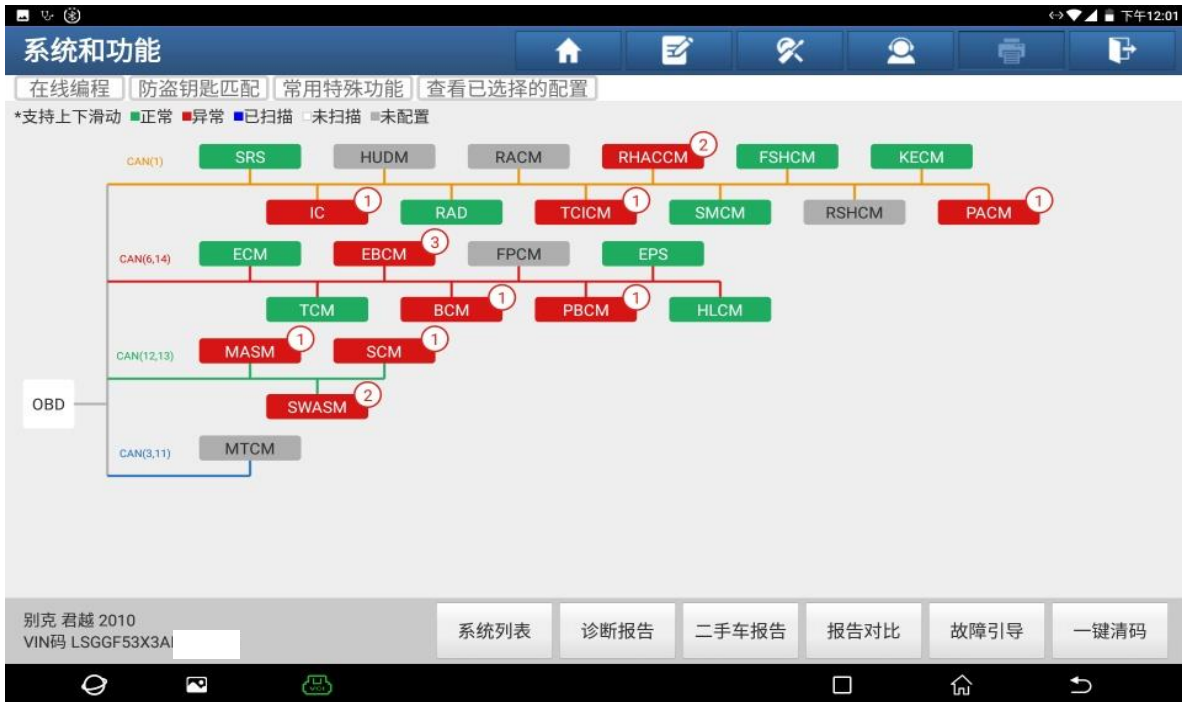 下午12:01
系统和功能
在线编程 防盗钥匙匹配 常用特殊功能 查看已选择的配置
*支持上下滑动 正常 异常 已扫描 未扫描 未配置
CAN(1) SRS HUDM RACM RHACCM 2 FSHCM KECM
IC 1 RAD TCICM 1 SMCM RSHCM PACM 1
CAN(6,14) ECM EBCM 3 FPCM EPS
TCM BCM 1 PBCM 1 HLCM
CAN(12,13) MASM 1 SCM 1
OBD SWASM 2
CAN(3,11) MTCM
别克 君越 2010
VIN码 LSGGF53X3A
系统列表 诊断报告 二手车报告 报告对比 故障引导 一键清码
VCI